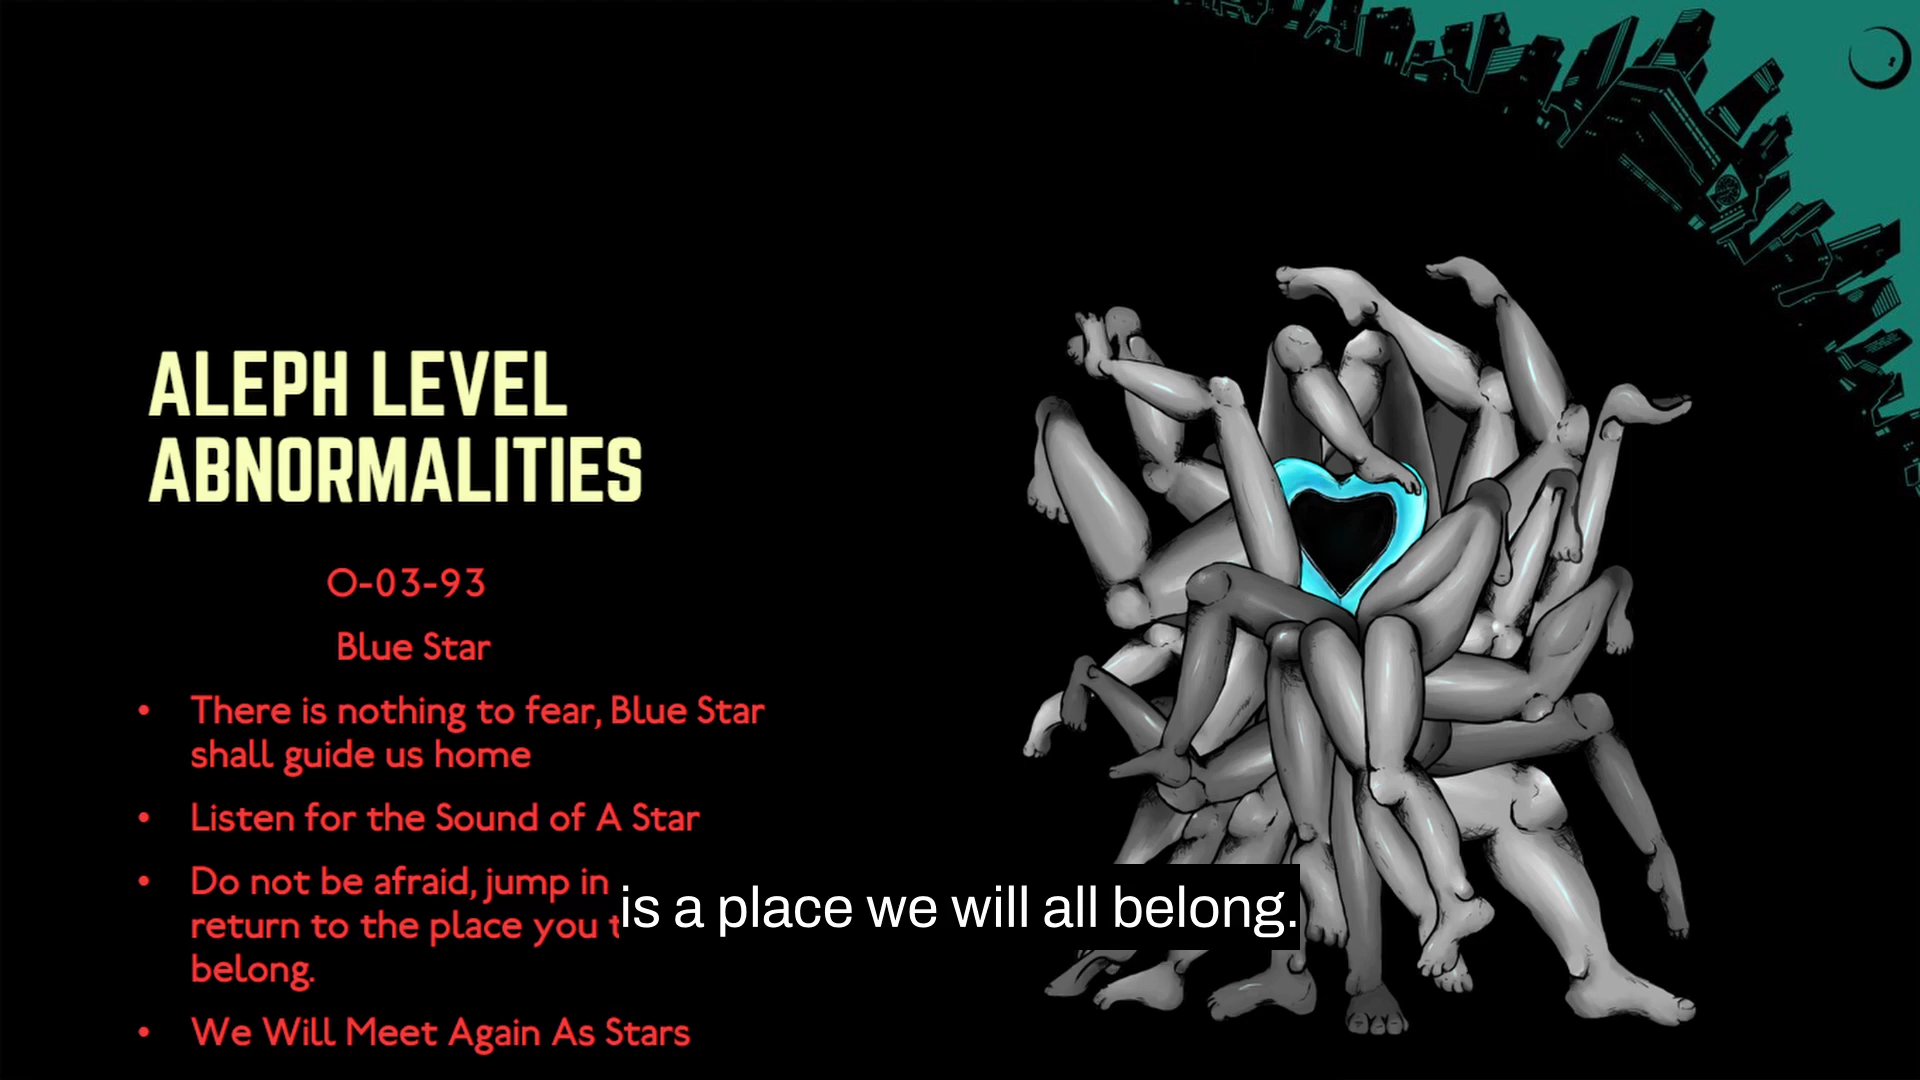 ALEPH LEVEL
ABNORMALITIES
O-03-93
Blue Star
• There is nothing to fear, Blue Star
shall guide us home
• Listen for the Sound of A Star
• Do not be afraid, jump in
return to the place you
belong.
• We Will Meet Again As Stars
is a place we will all belong.